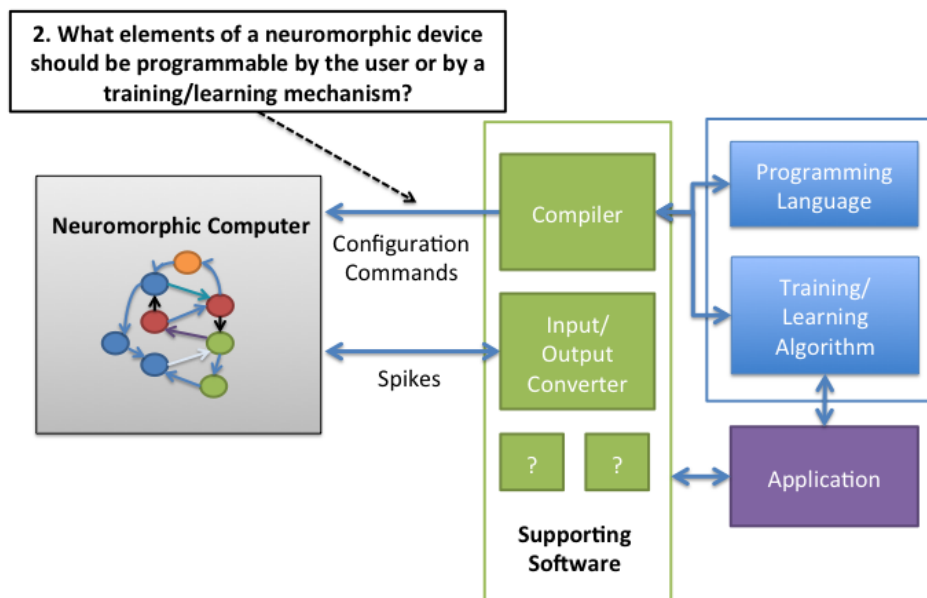 2. What elements of a neuromorphic device
should be programmable by the user or by a
training/learning mechanism?
Neuromorphic Computer
Configuration
Commands
Spikes
Compiler
Input/
Output
Converter
?
?
Supporting
Software
Programming
Language
Training/
Learning
Algorithm
Application